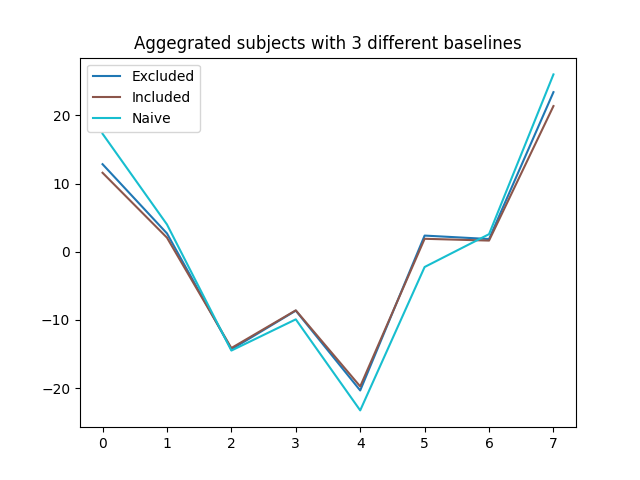 Aggegrated subjects with 3 different baselines
Excluded
Included
Naive
20
10
0
−10
−20
0 1 2 3 4 5 6 7